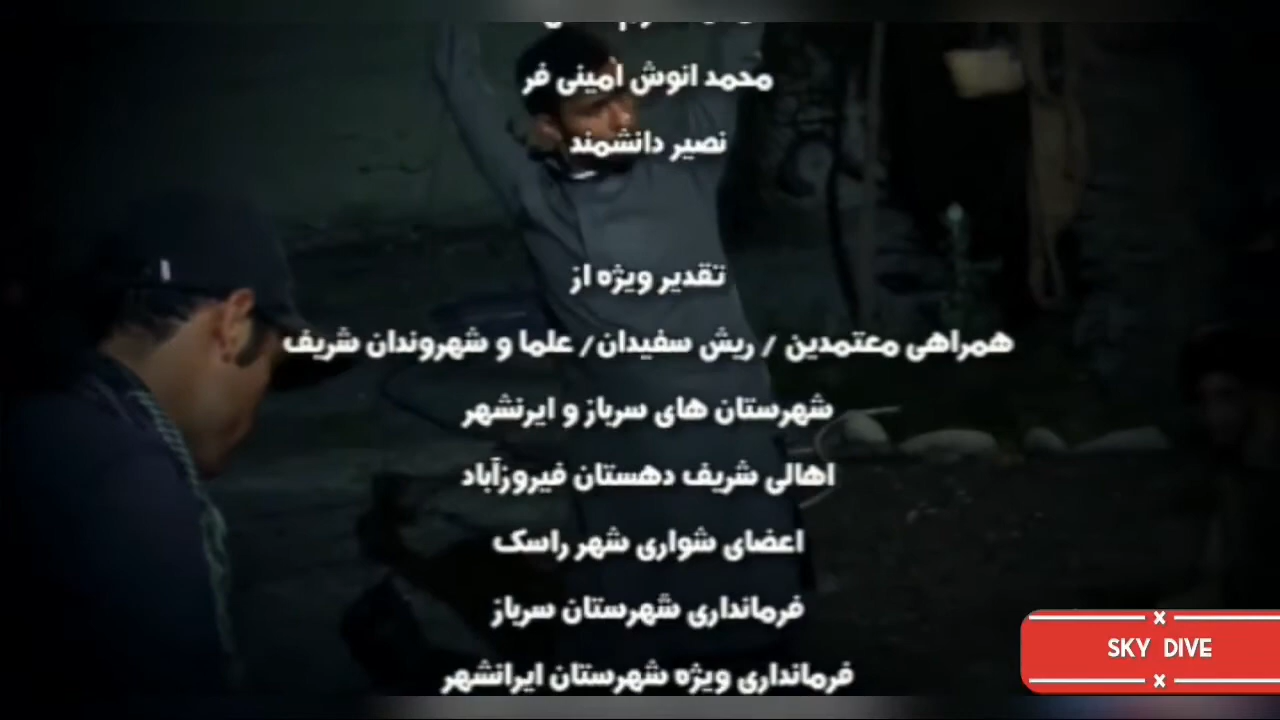 محمد انوش امینی فر
نصیر دانشمند
تقدیر ویژه از
همراهی معتمدین / ریش سفیدان/ علما و شهروندان شریف
شهرستان های سرباز و ایرنشهر
اهالی شریف دهستان فیروزآباد
اعضای شواری شهر راسک
فرمانداری شهرستان سرباز
فرمانداری ویژه شهرستان ایرانشهر
SKY DIVE